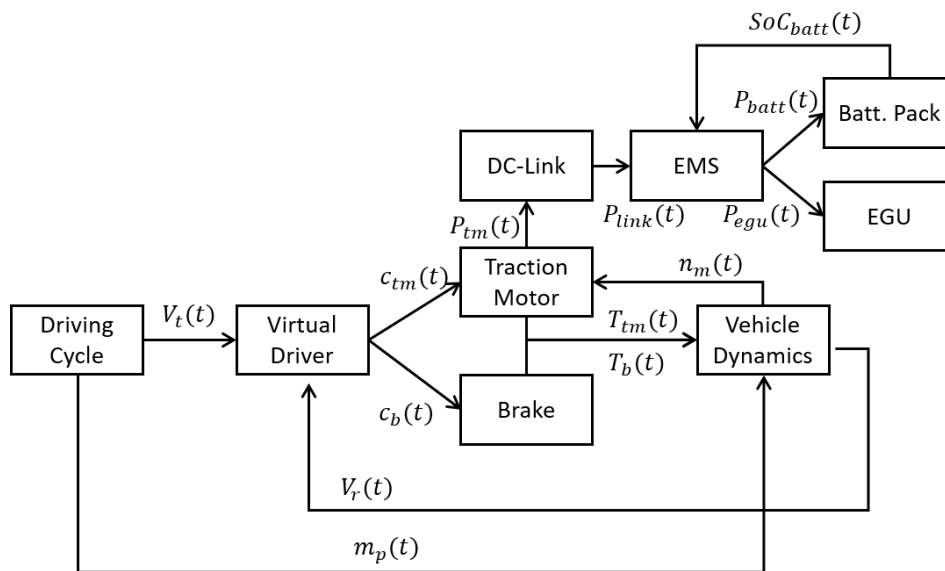 SoC_batt(t)
P_batt(t)
Batt. Pack
DC-Link
EMS
P_tm(t)
P_link(t)
P_egu(t)
EGU
c_tm(t)
Traction
Motor
n_m(t)
Driving
Cycle
V_t(t)
Virtual
Driver
T_tm(t)
T_b(t)
Vehicle
Dynamics
c_b(t)
Brake
V_r(t)
m_p(t)